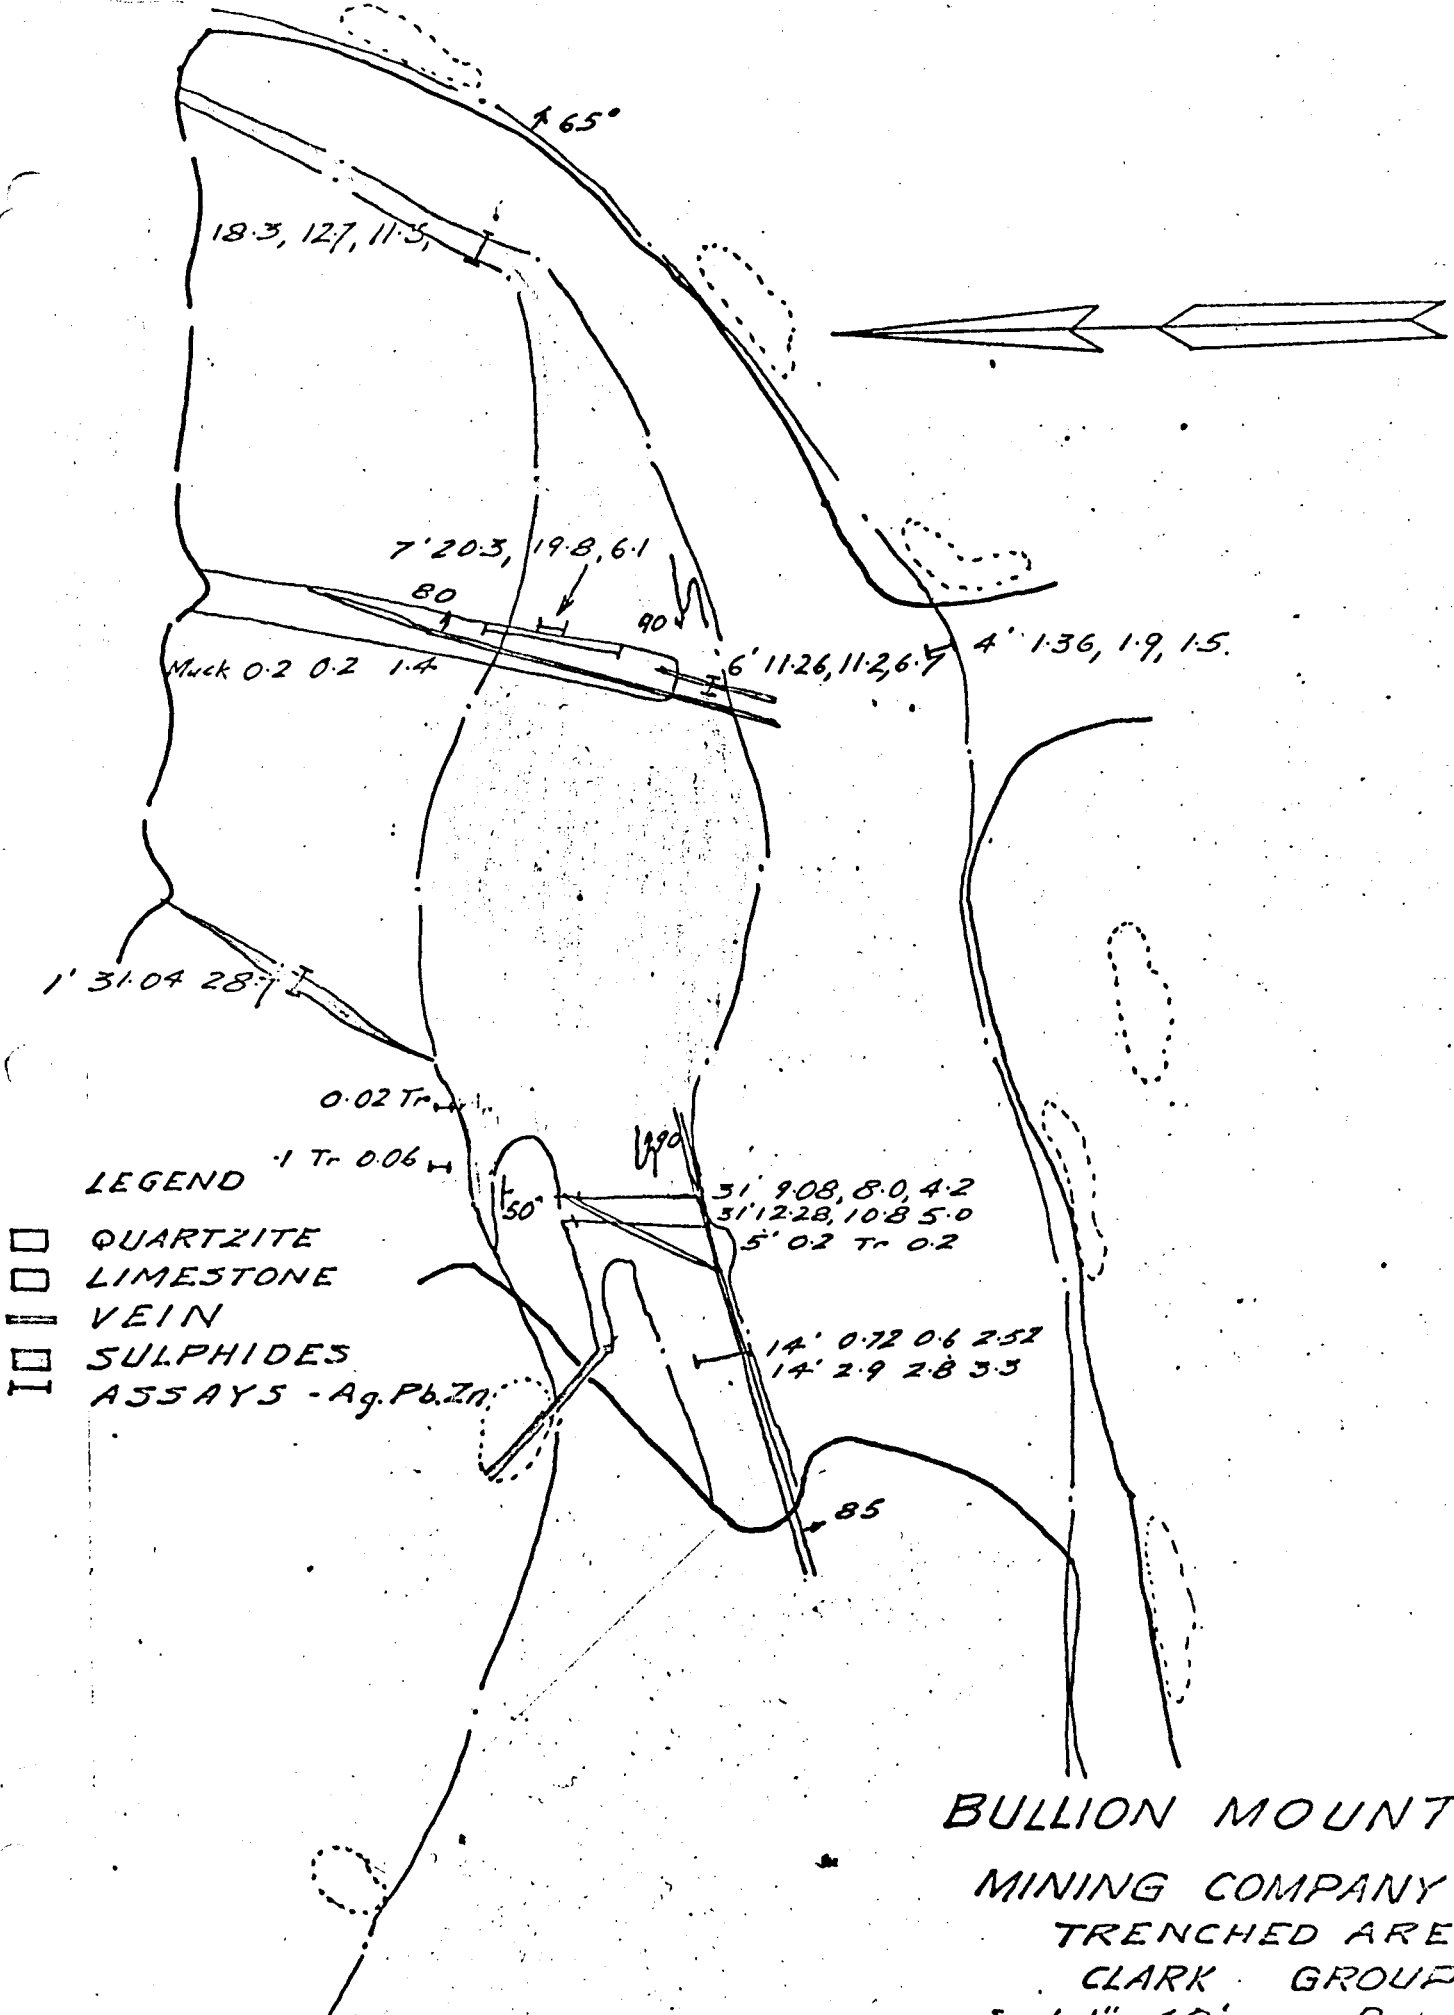 65°
18.3, 12.7, 11.5,
7' 20.3, 19.8, 6.1
80
90
Muck 0.2 0.2 1.4
6' 11.26, 11.2, 6.7
4' 1.36, 1.9, 1.5.
1' 31.04 28.7
0.02 Tr
.1 Tr 0.06
90
50°
31' 9.08, 8.0, 4.2
31' 12.28, 10.8 5.0
5' 0.2 Tr 0.2
LEGEND
QUARTZITE
LIMESTONE
VEIN
SULPHIDES
ASSAYS - Ag. Pb. Zn
14' 0.72 0.6 2.52
14' 2.9 2.8 3.3
85
BULLION MOUNT
MINING COMPANY
TRENCHED ARE
CLARK GROUP